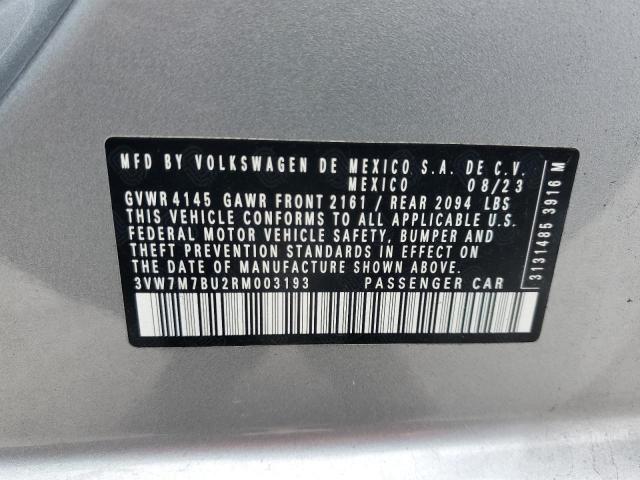 MFD BY VOLKSWAGEN DE MEXICO S.A. DE C.V.
MEXICO 08/23
GVWR 4145 GAWR FRONT 2161 / REAR 2094 LBS
THIS VEHICLE CONFORMS TO ALL APPLICABLE U.S.
FEDERAL MOTOR VEHICLE SAFETY, BUMPER AND
THEFT PREVENTION STANDARDS IN EFFECT ON
THE DATE OF MANUFACTURE SHOWN ABOVE.
3VW7M7BU2RM003193 PASSENGER CAR
3131485 3916 M